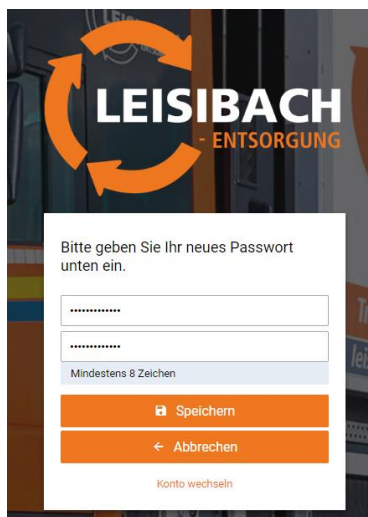 LEISIBACH
- ENTSORGUNG
Bitte geben Sie Ihr neues Passwort
unten ein.
•••••••••••••
•••••••••••••
Mindestens 8 Zeichen
Speichern
Abbrechen
Konto wechseln